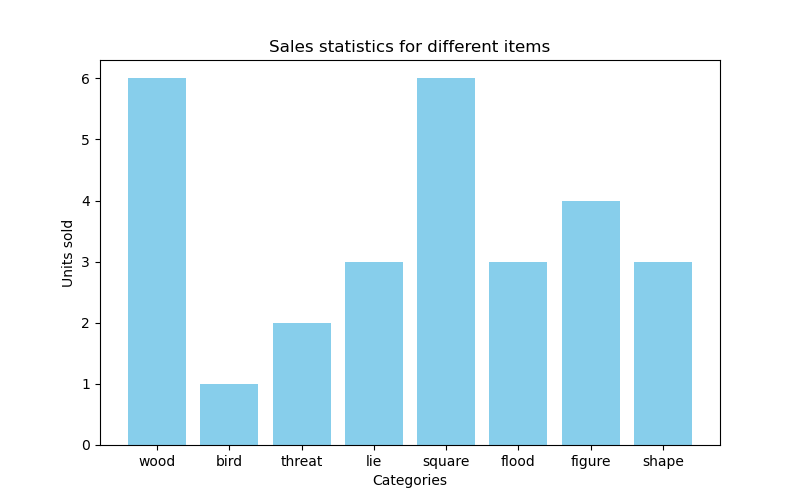 Sales statistics for different items
Units sold
6
5
4
3
2
1
0
wood bird threat lie square flood figure shape
Categories